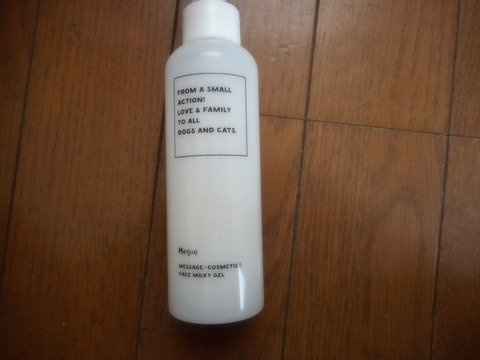 FROM A SMALL
ACTION!
LOVE & FAMILY
TO ALL
DOGS AND CATS.
Meque
MESSAGE-COSMETICS
FACE MILKY GEL